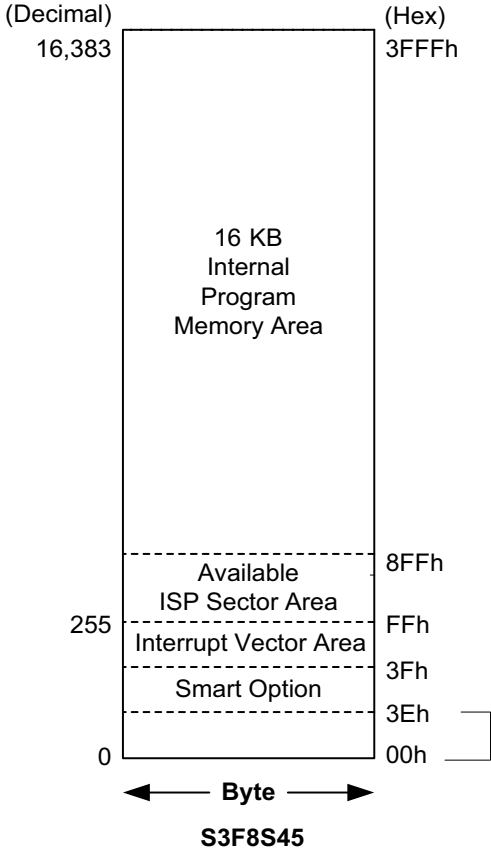 (Decimal)
(Hex)
16,383
3FFFh
16 KB
Internal
Program
Memory Area
8FFh
Available
ISP Sector Area
255
FFh
Interrupt Vector Area
3Fh
Smart Option
3Eh
0
00h
Byte
S3F8S45